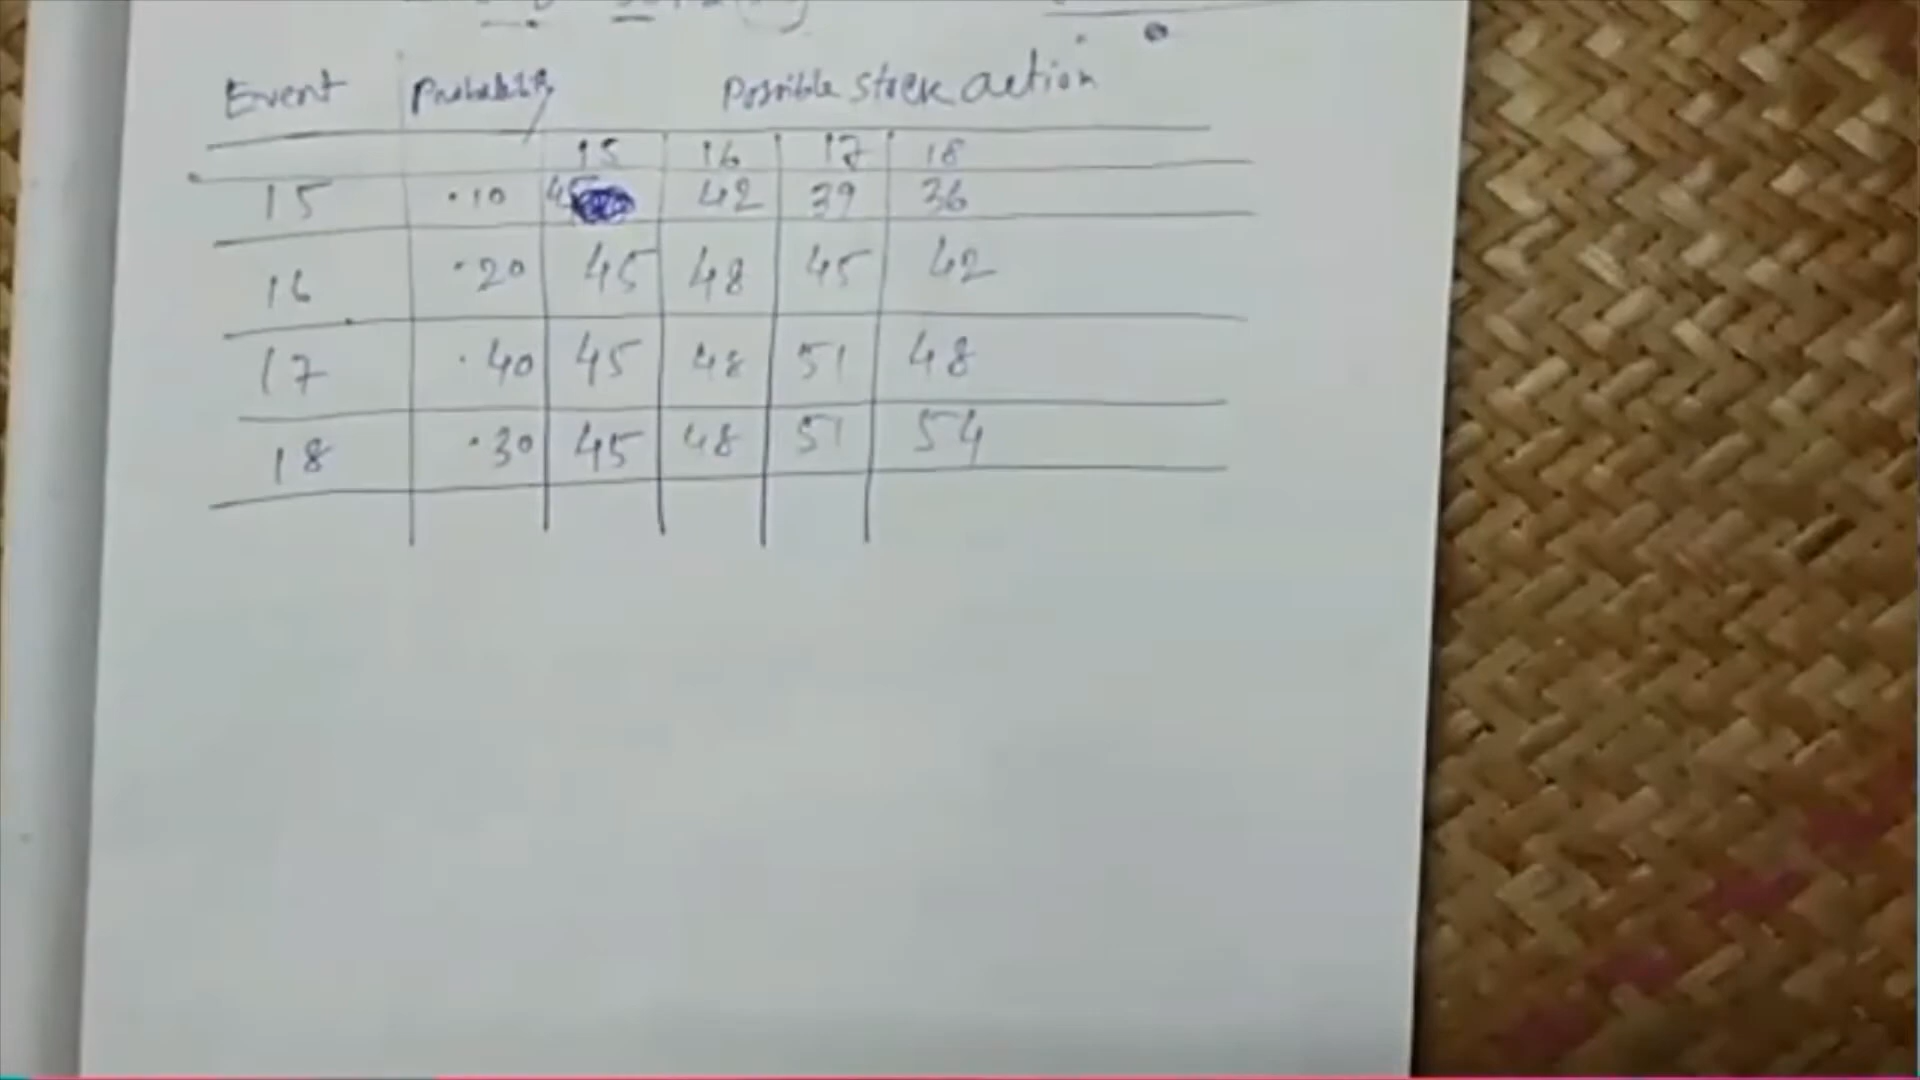 Event Probability Possible stock action
15 16 17 18
15 .10 45 42 39 36
16 .20 45 48 45 42
17 .40 45 48 51 48
18 .30 45 48 51 54